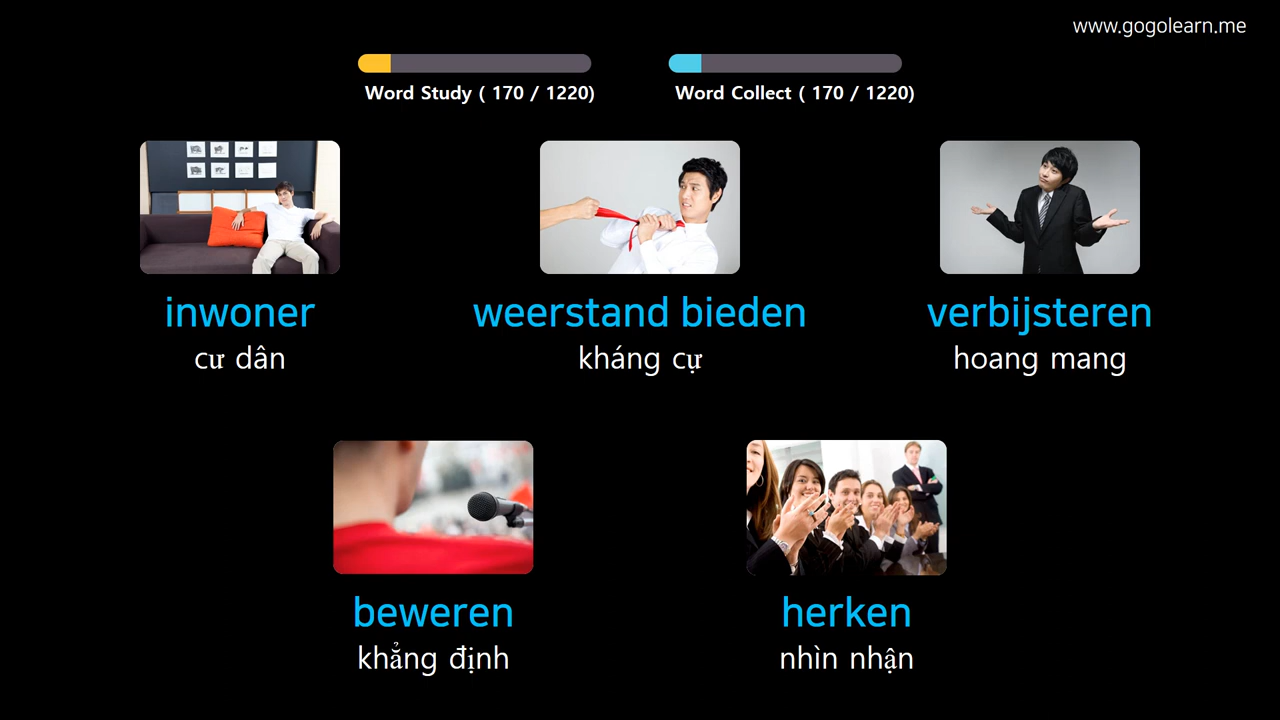 www.gogolearn.me
Word Study ( 170 / 1220)
Word Collect ( 170 / 1220)
inwoner
cư dân
weerstand bieden
kháng cự
verbijsteren
hoang mang
beweren
khẳng định
herken
nhìn nhận